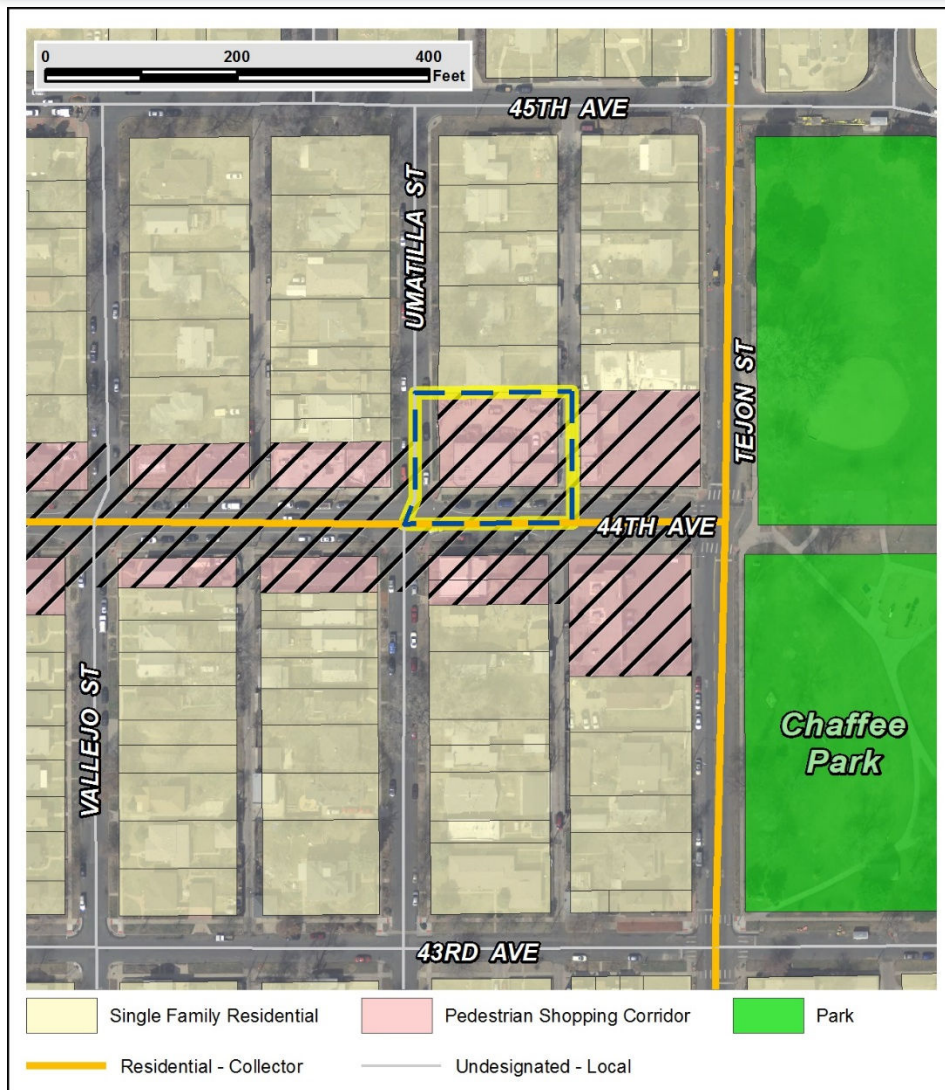 0 200 400
Feet
45TH AVE
UMATILLA ST
TEJON ST
44TH AVE
VALLEJO ST
Chaffee
Park
43RD AVE
Single Family Residential
Pedestrian Shopping Corridor
Park
Residential - Collector
Undesignated - Local